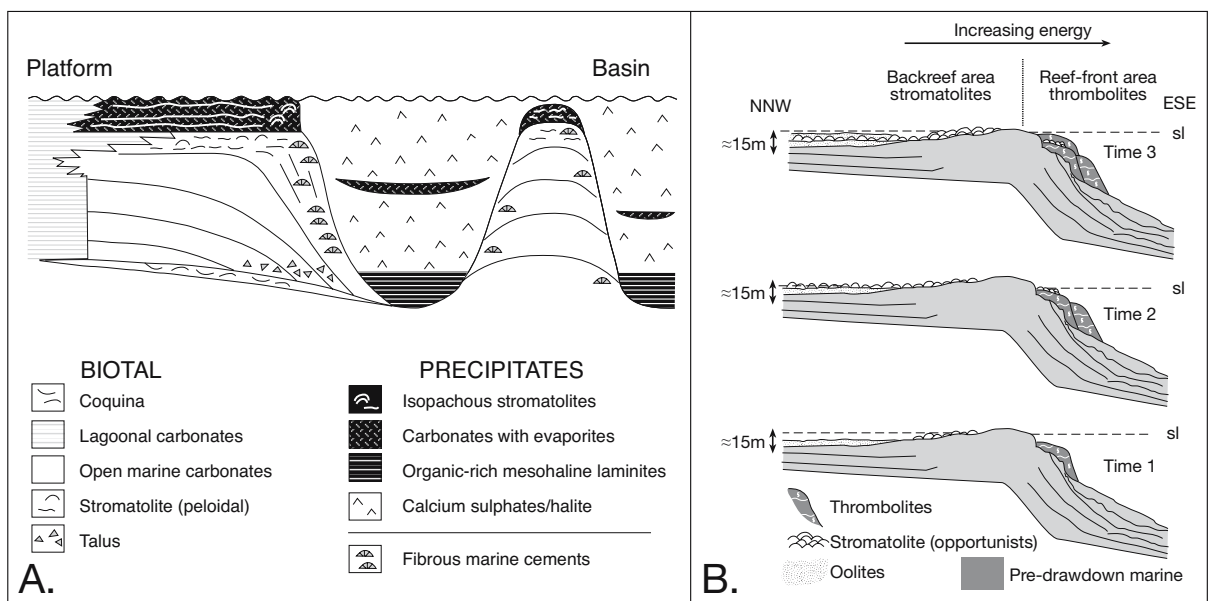 Platform
Basin
BIOTAL
Coquina
Lagoonal carbonates
Open marine carbonates
Stromatolite (peloidal)
Talus
PRECIPITATES
Isopachous stromatolites
Carbonates with evaporites
Organic-rich mesohaline laminites
Calcium sulphates/halite
Fibrous marine cements
A.
Increasing energy
Backreef area
stromatolites
Reef-front area
thrombolites
NNW
ESE
sl
≈15m
Time 3
sl
≈15m
Time 2
sl
≈15m
Time 1
Thrombolites
Stromatolite (opportunists)
Oolites
Pre-drawdown marine
B.